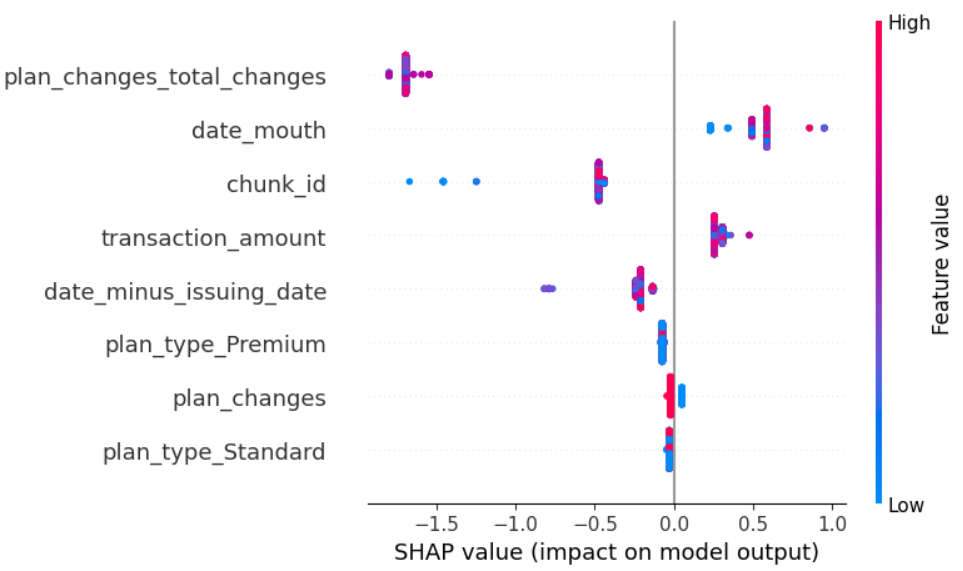 High
plan_changes_total_changes
date_mouth
chunk_id
transaction_amount
date_minus_issuing_date
plan_type_Premium
plan_changes
plan_type_Standard
Feature value
Low
−1.5 −1.0 −0.5 0.0 0.5 1.0
SHAP value (impact on model output)